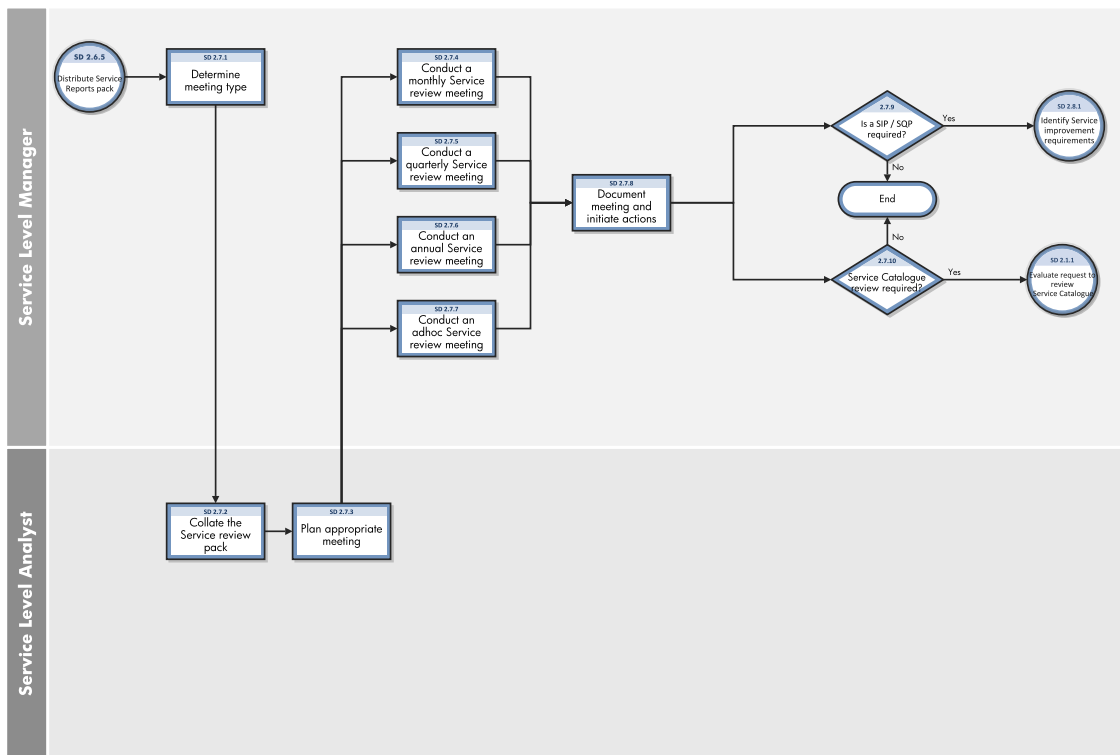 Service Level Manager
SD 2.6.5
Distribute Service
Reports pack
SD 2.7.1
Determine
meeting type
SD 2.7.4
Conduct a
monthly Service
review meeting
SD 2.7.5
Conduct a
quarterly Service
review meeting
SD 2.7.6
Conduct an
annual Service
review meeting
SD 2.7.7
Conduct an
adhoc Service
review meeting
SD 2.7.8
Document
meeting and
initiate actions
2.7.9
Is a SIP / SQP
required?
Yes
No
SD 2.8.1
Identify Service
improvement
requirements
End
No
2.7.10
Service Catalogue
review required?
Yes
SD 2.1.1
Evaluate request to
review
Service Catalogue
Service Level Analyst
SD 2.7.2
Collate the
Service review
pack
SD 2.7.3
Plan appropriate
meeting